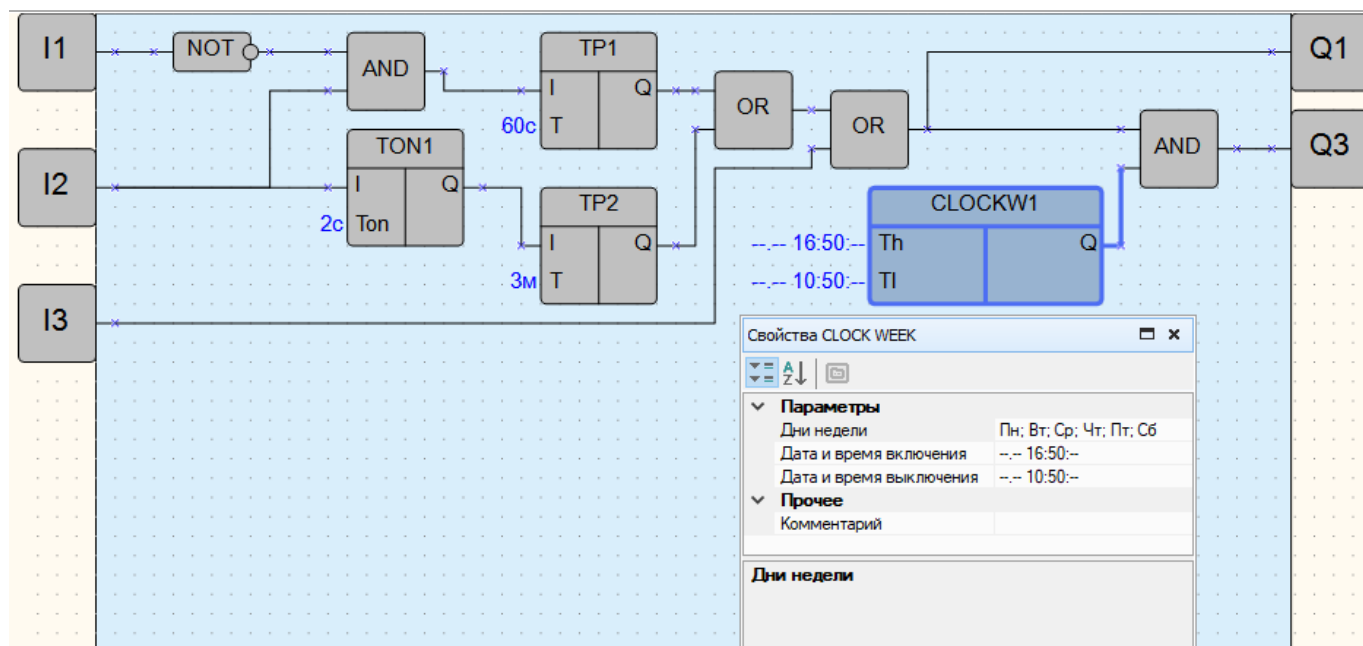 I1
NOT
AND
TP1
I
Q
60с
T
OR
OR
Q1
AND
Q3
I2
TON1
I
Q
2с
Ton
TP2
I
Q
3м
T
CLOCKW1
--.-- 16:50:--
Th
Q
--.-- 10:50:--
Tl
I3
Свойства CLOCK WEEK
A
Z
Параметры
Дни недели
Пн; Вт; Ср; Чт; Пт; Сб
Дата и время включения
--.-- 16:50:--
Дата и время выключения
--.-- 10:50:--
Прочее
Комментарий
Дни недели